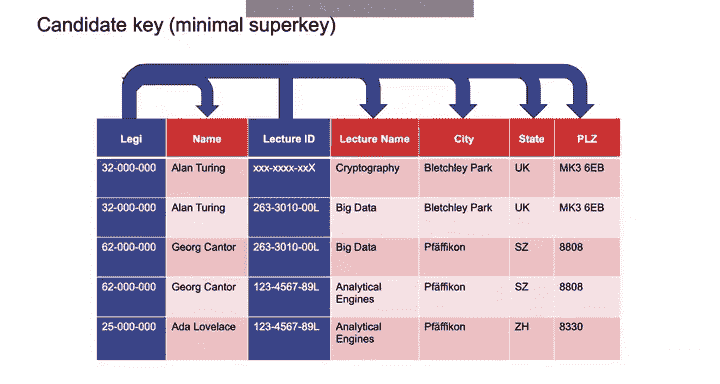 Candidate key (minimal superkey)
Legi Name Lecture ID Lecture Name City State PLZ
32-000-000 Alan Turing xxx-xxxx-xxX Cryptography Bletchley Park UK MK3 6EB
32-000-000 Alan Turing 263-3010-00L Big Data Bletchley Park UK MK3 6EB
62-000-000 Georg Cantor 263-3010-00L Big Data Pfäffikon SZ 8808
62-000-000 Georg Cantor 123-4567-89L Analytical Pfäffikon SZ 8808
Engines
25-000-000 Ada Lovelace 123-4567-89L Analytical Pfäffikon ZH 8330
Engines